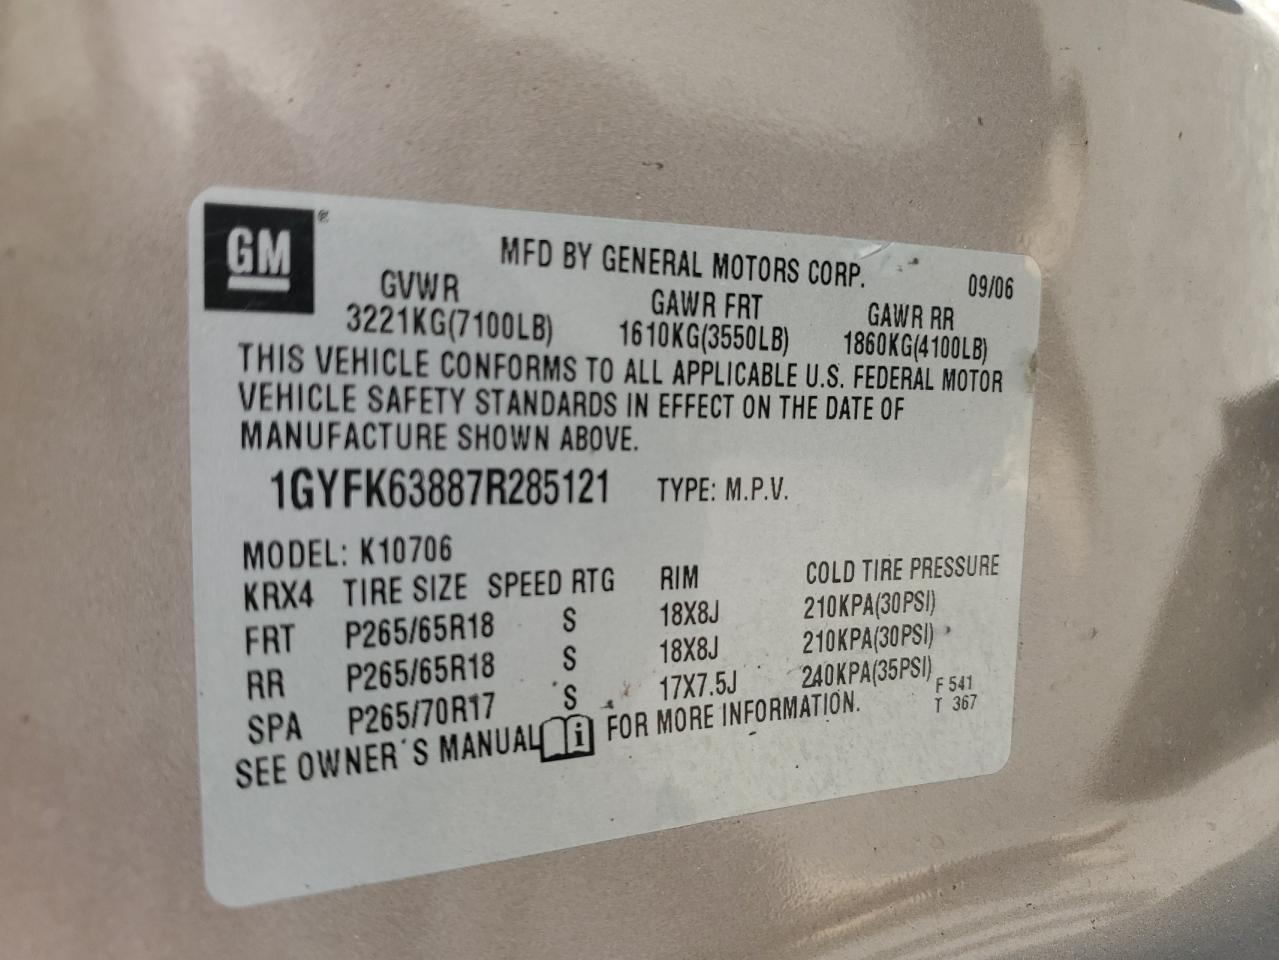 GM ®
MFD BY GENERAL MOTORS CORP. 09/06
GVWR GAWR FRT GAWR RR
3221KG(7100LB) 1610KG(3550LB) 1860KG(4100LB)
THIS VEHICLE CONFORMS TO ALL APPLICABLE U.S. FEDERAL MOTOR
VEHICLE SAFETY STANDARDS IN EFFECT ON THE DATE OF
MANUFACTURE SHOWN ABOVE.
1GYFK63887R285121 TYPE: M.P.V.
MODEL: K10706
KRX4 TIRE SIZE SPEED RTG RIM COLD TIRE PRESSURE
FRT P265/65R18 S 18X8J 210KPA(30PSI)
RR P265/65R18 S 18X8J 210KPA(30PSI)
SPA P265/70R17 S 17X7.5J 240KPA(35PSI)
SEE OWNER'S MANUAL i FOR MORE INFORMATION.
F 541
T 367